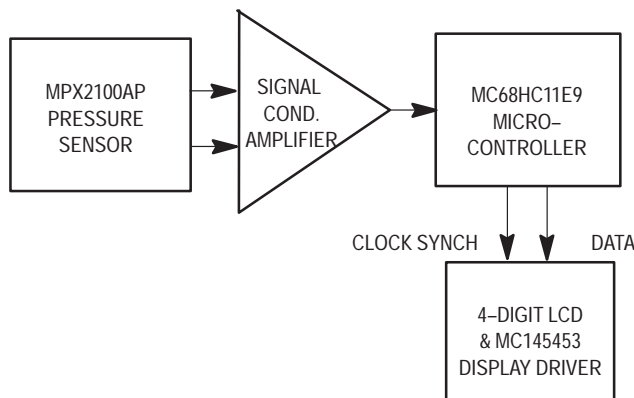 MPX2100AP
PRESSURE
SENSOR
SIGNAL
COND.
AMPLIFIER
MC68HC11E9
MICRO–
CONTROLLER
CLOCK SYNCH
DATA
4–DIGIT LCD
& MC145453
DISPLAY DRIVER